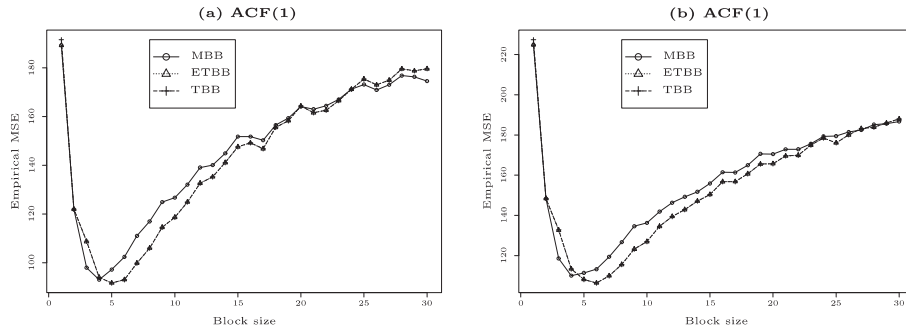 (a) ACF(1)
Empirical MSE
180
160
140
120
100
MBB
ETBB
TBB
0 5 10 15 20 25 30
Block size
(b) ACF(1)
Empirical MSE
220
200
180
160
140
120
MBB
ETBB
TBB
0 5 10 15 20 25 30
Block size